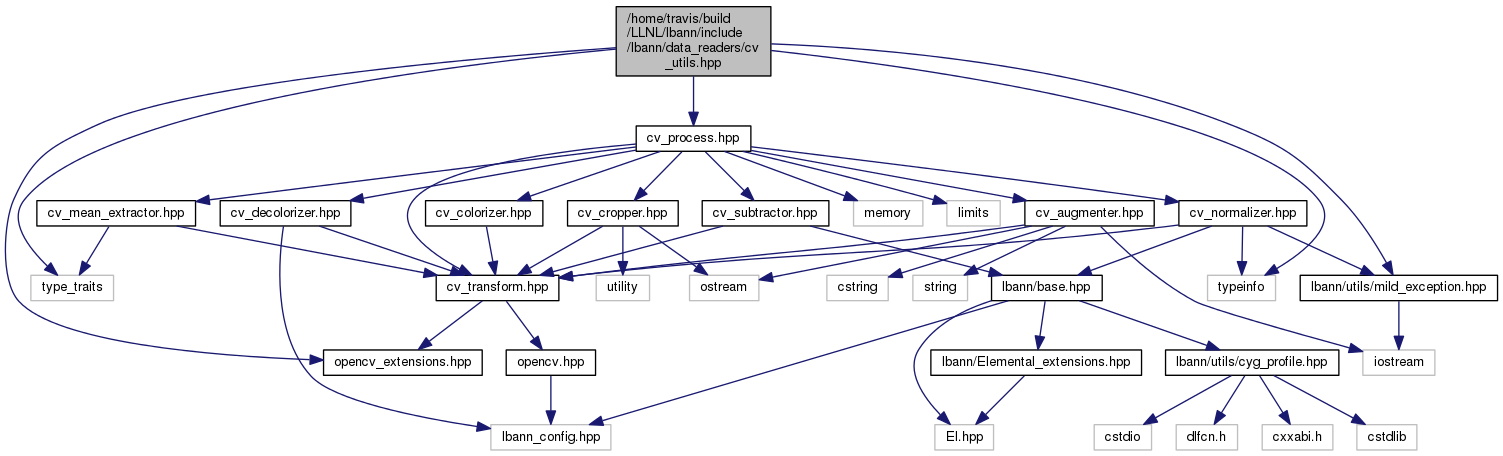 /home/travis/build
/LLNL/lbann/include
/lbann/data_readers/cv
_utils.hpp
cv_process.hpp
cv_mean_extractor.hpp
cv_decolorizer.hpp
cv_colorizer.hpp
cv_cropper.hpp
cv_subtractor.hpp
memory
limits
cv_augmenter.hpp
cv_normalizer.hpp
type_traits
cv_transform.hpp
utility
ostream
cstring
string
lbann/base.hpp
typeinfo
lbann/utils/mild_exception.hpp
opencv_extensions.hpp
opencv.hpp
lbann/Elemental_extensions.hpp
lbann/utils/cyg_profile.hpp
iostream
lbann_config.hpp
El.hpp
cstdio
dlfcn.h
cxxabi.h
cstdlib